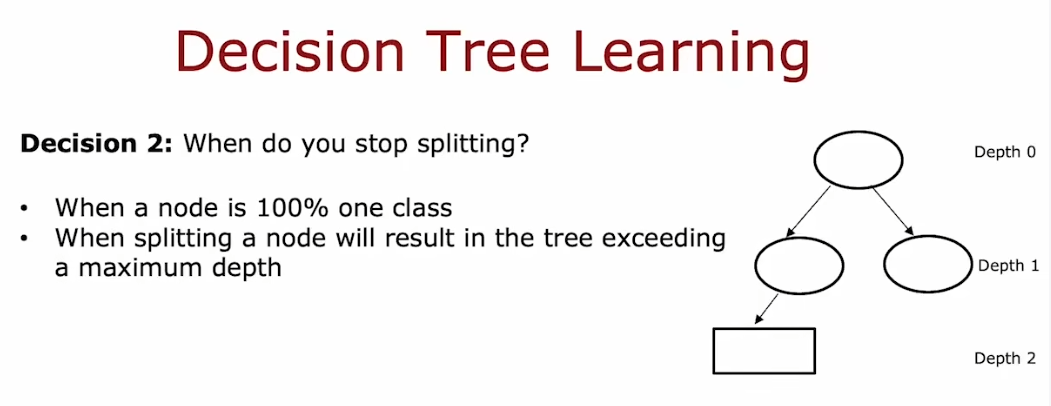 Decision Tree Learning
Decision 2: When do you stop splitting?
• When a node is 100% one class
• When splitting a node will result in the tree exceeding
a maximum depth
Depth 0
Depth 1
Depth 2